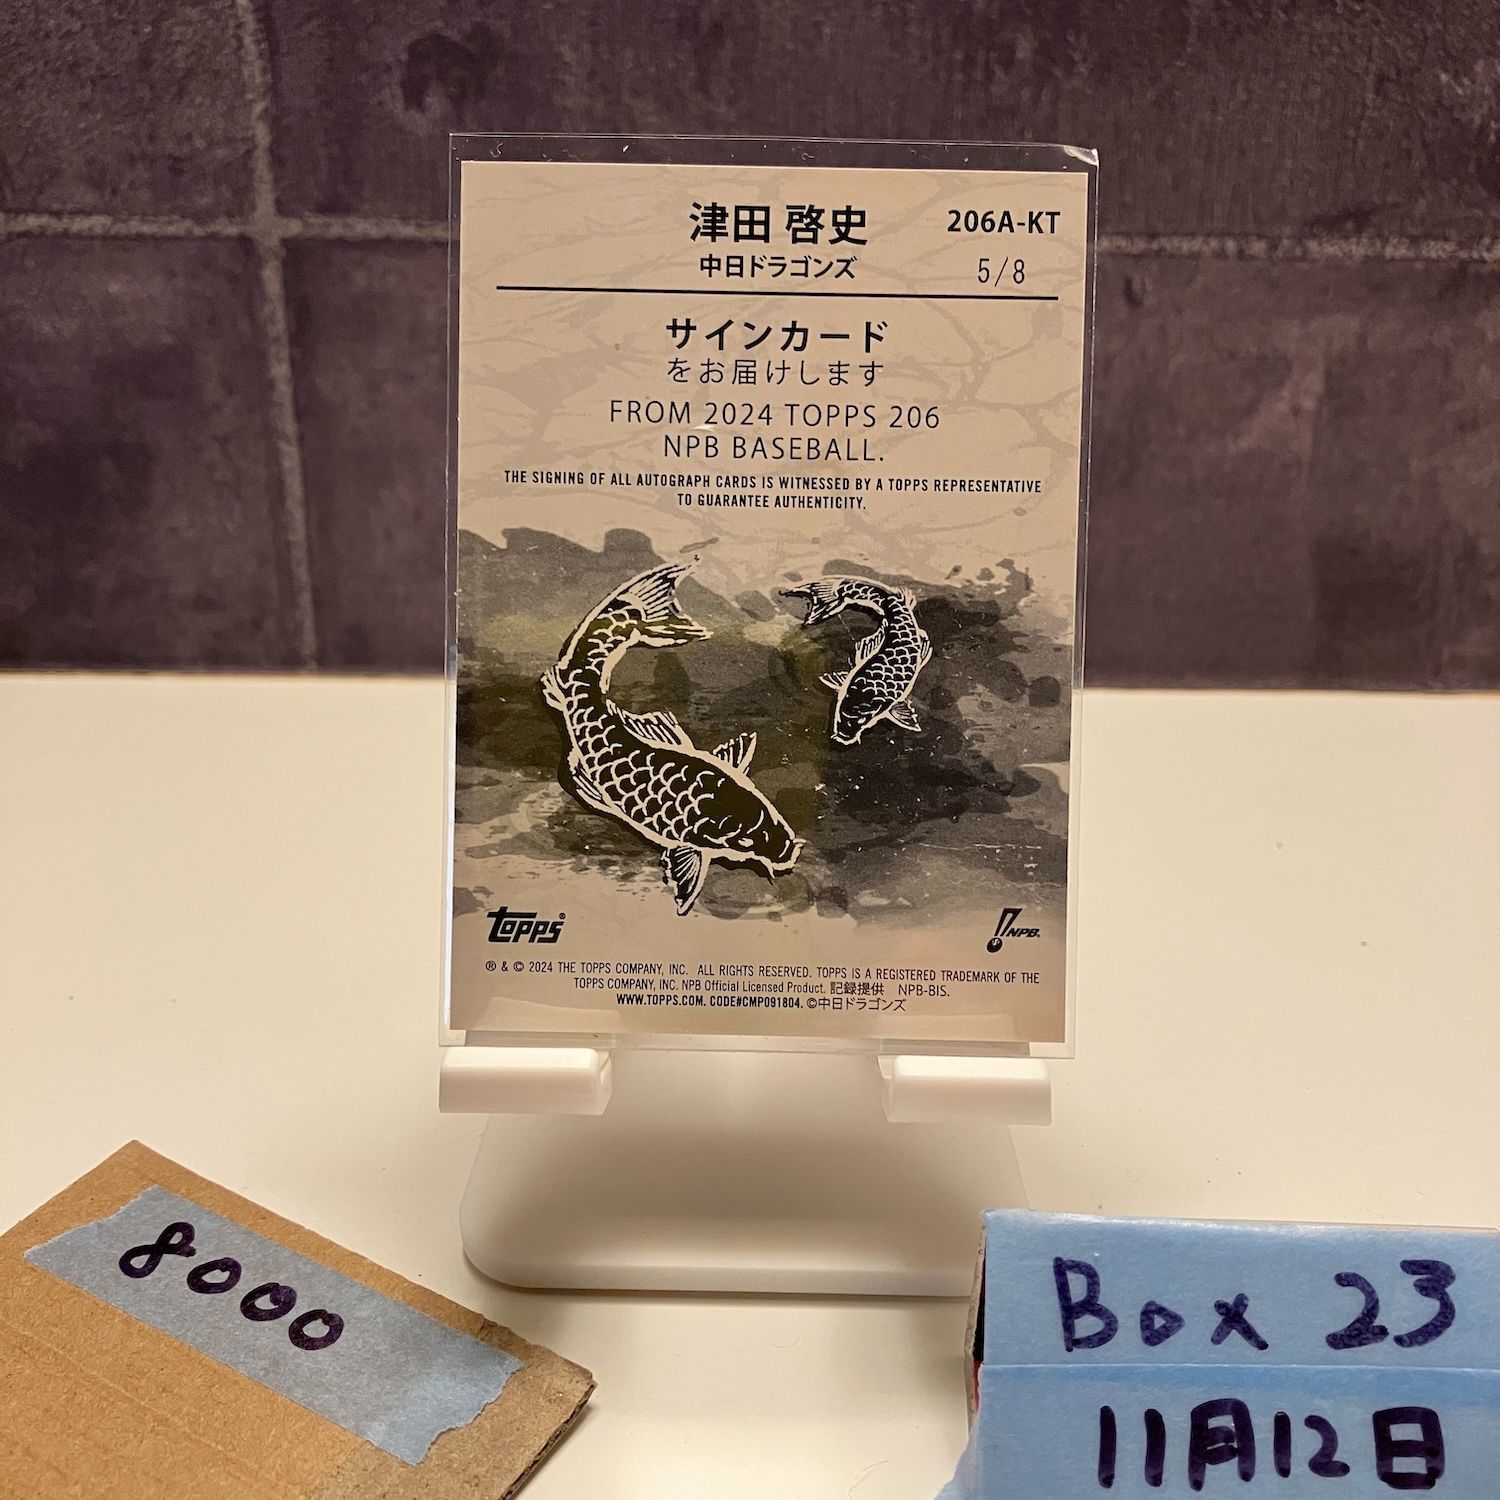 津田 啓史
206A-KT
中日ドラゴンズ
5/8
サインカード
をお届けします
FROM 2024 TOPPS 206
NPB BASEBALL.
THE SIGNING OF ALL AUTOGRAPH CARDS IS WITNESSED BY A TOPPS REPRESENTATIVE
TO GUARANTEE AUTHENTICITY.
TOPPS®
NPB.
® & © 2024 THE TOPPS COMPANY, INC. ALL RIGHTS RESERVED. TOPPS IS A REGISTERED TRADEMARK OF THE
TOPPS COMPANY, INC. NPB Official Licensed Product. 記録提供 NPB-BIS.
WWW.TOPPS.COM. CODE#CMP091804. ©中日ドラゴンズ
8000
Box 23
11月12日